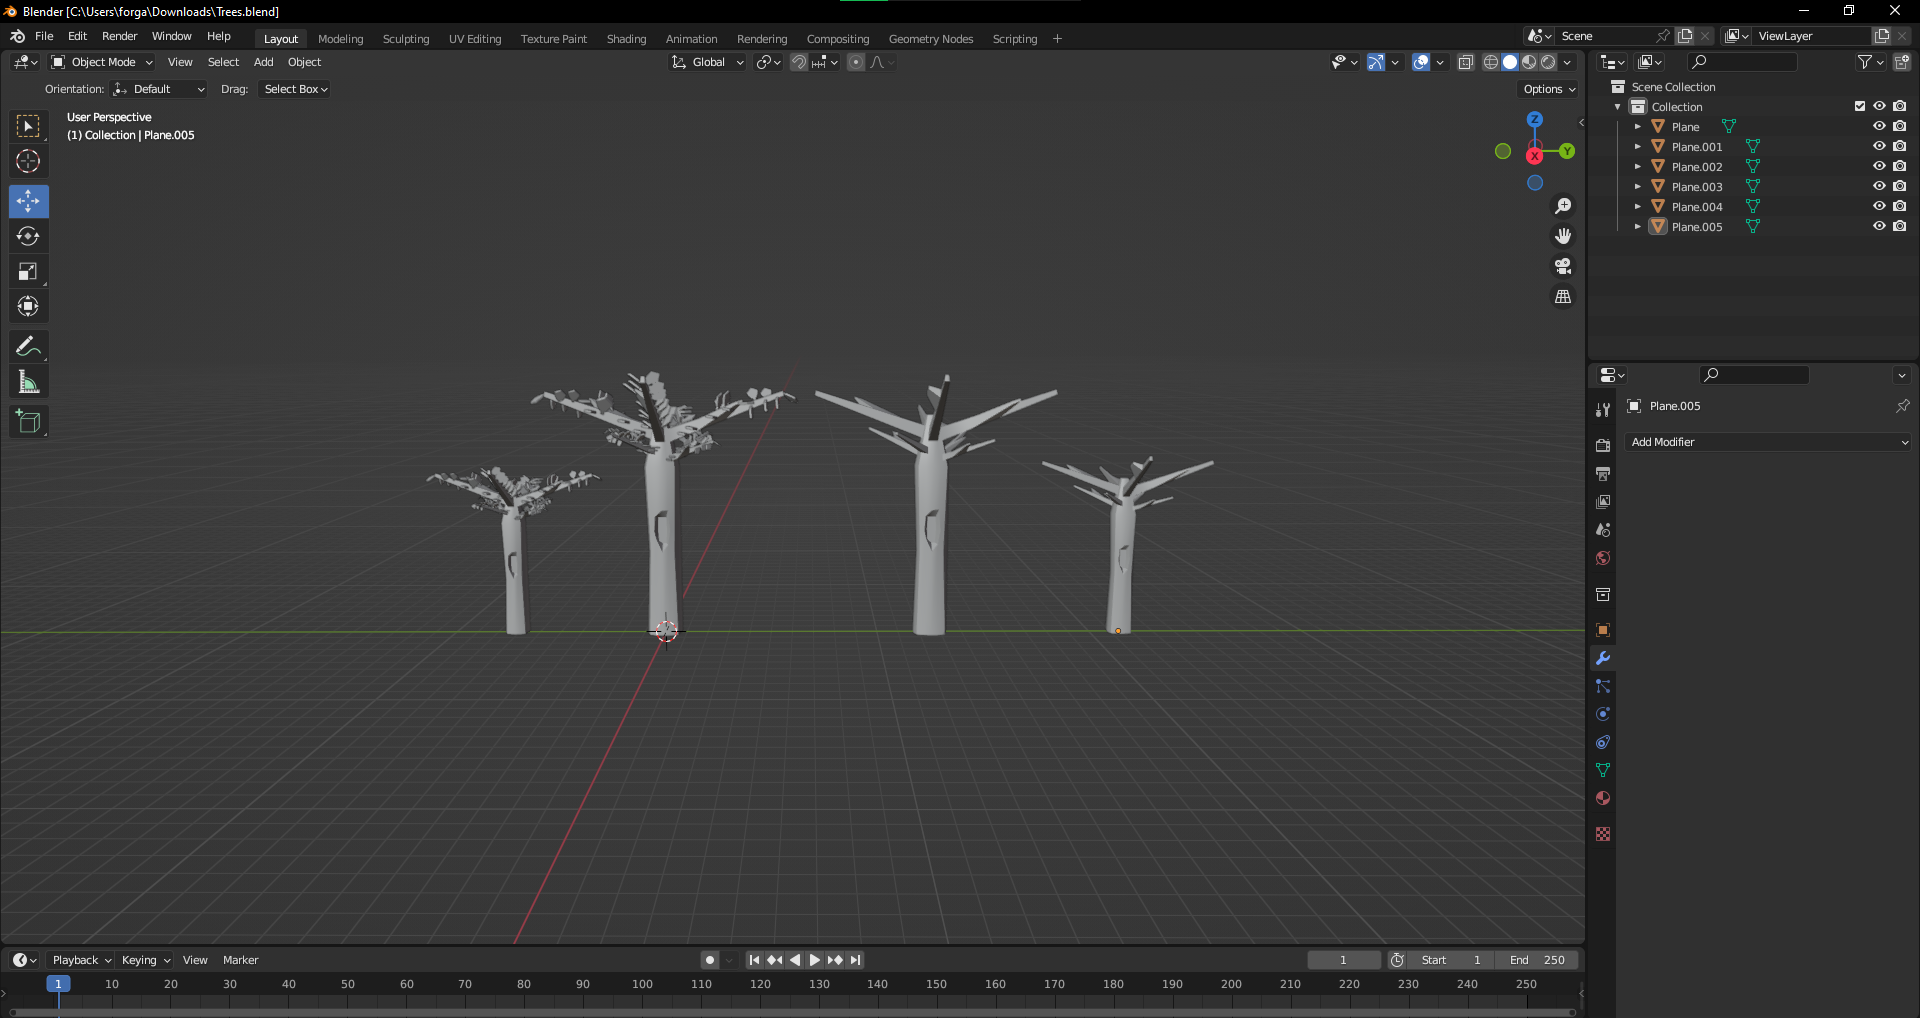 Blender [C:\Users\forga\Downloads\Trees.blend]
File Edit Render Window Help Layout Modeling Sculpting UV Editing Texture Paint Shading Animation Rendering Compositing Geometry Nodes Scripting + Scene ViewLayer
Object Mode View Select Add Object Global
Orientation: Default Drag: Select Box Options
User Perspective
(1) Collection | Plane.005
Z
X
Y
Scene Collection
Collection
Plane
Plane.001
Plane.002
Plane.003
Plane.004
Plane.005
Plane.005
Add Modifier
Playback Keying View Marker 1 Start 1 End 250
1 10 20 30 40 50 60 70 80 90 100 110 120 130 140 150 160 170 180 190 200 210 220 230 240 250